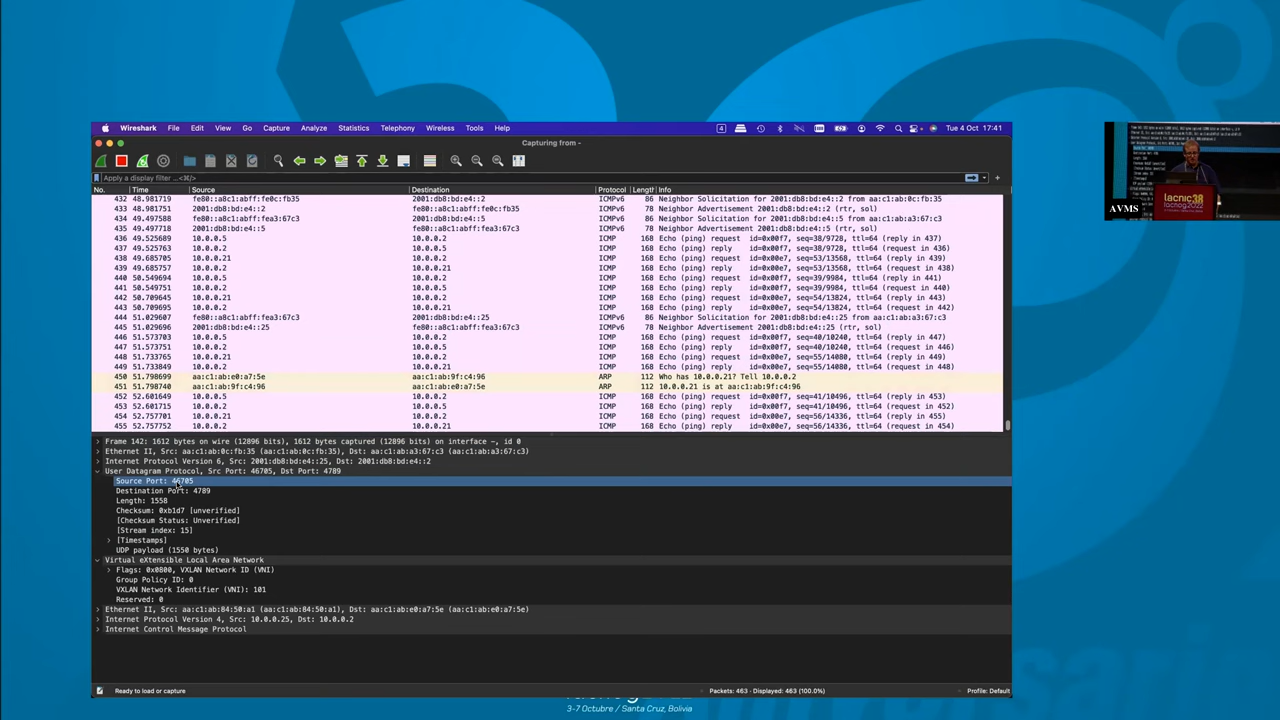 Wireshark File Edit View Go Capture Analyze Statistics Telephony Wireless Tools Help Tue 4 Oct 17:41
Capturing from -
Apply a display filter ... <⌘/>
No. Time Source Destination Protocol Length Info
432 48.981719 fe80::a8c1:abff:fe0c:fb35 2001:db8:bd:e4::2 ICMPv6 86 Neighbor Solicitation for 2001:db8:bd:e4::2 from aa:c1:ab:0c:fb:35
433 48.981751 2001:db8:bd:e4::2 fe80::a8c1:abff:fe0c:fb35 ICMPv6 78 Neighbor Advertisement 2001:db8:bd:e4::2 (rtr, sol)
434 49.497588 fe80::a8c1:abff:fea3:67c3 2001:db8:bd:e4::5 ICMPv6 86 Neighbor Solicitation for 2001:db8:bd:e4::5 from aa:c1:ab:a3:67:c3
435 49.497728 2001:db8:bd:e4::5 fe80::a8c1:abff:fea3:67c3 ICMPv6 78 Neighbor Advertisement 2001:db8:bd:e4::5 (rtr, sol)
436 49.525689 10.0.0.5 10.0.0.2 ICMP 168 Echo (ping) request id=0x00f7, seq=38/9728, ttl=64 (reply in 437)
437 49.525763 10.0.0.2 10.0.0.5 ICMP 168 Echo (ping) reply id=0x00f7, seq=38/9728, ttl=64 (request in 436)
438 49.685705 10.0.0.21 10.0.0.2 ICMP 168 Echo (ping) request id=0x00e7, seq=53/13568, ttl=64 (reply in 439)
439 49.685757 10.0.0.2 10.0.0.21 ICMP 168 Echo (ping) reply id=0x00e7, seq=53/13568, ttl=64 (request in 438)
440 50.549694 10.0.0.5 10.0.0.2 ICMP 168 Echo (ping) request id=0x00f7, seq=39/9984, ttl=64 (reply in 441)
441 50.549751 10.0.0.2 10.0.0.5 ICMP 168 Echo (ping) reply id=0x00f7, seq=39/9984, ttl=64 (request in 440)
442 50.709645 10.0.0.21 10.0.0.2 ICMP 168 Echo (ping) request id=0x00e7, seq=54/13824, ttl=64 (reply in 443)
443 50.709695 10.0.0.2 10.0.0.21 ICMP 168 Echo (ping) reply id=0x00e7, seq=54/13824, ttl=64 (request in 442)
444 51.029607 fe80::a8c1:abff:fea3:67c3 2001:db8:bd:e4::25 ICMPv6 86 Neighbor Solicitation for 2001:db8:bd:e4::25 from aa:c1:ab:a3:67:c3
445 51.029696 2001:db8:bd:e4::25 fe80::a8c1:abff:fea3:67c3 ICMPv6 78 Neighbor Advertisement 2001:db8:bd:e4::25 (rtr, sol)
446 51.573703 10.0.0.5 10.0.0.2 ICMP 168 Echo (ping) request id=0x00f7, seq=40/10240, ttl=64 (reply in 447)
447 51.573751 10.0.0.2 10.0.0.5 ICMP 168 Echo (ping) reply id=0x00f7, seq=40/10240, ttl=64 (request in 446)
448 51.733765 10.0.0.21 10.0.0.2 ICMP 168 Echo (ping) request id=0x00e7, seq=55/14080, ttl=64 (reply in 449)
449 51.733849 10.0.0.2 10.0.0.21 ICMP 168 Echo (ping) reply id=0x00e7, seq=55/14080, ttl=64 (request in 448)
450 51.798699 aa:c1:ab:e0:a7:5e aa:c1:ab:9f:c4:96 ARP 112 Who has 10.0.0.21? Tell 10.0.0.2
451 51.798740 aa:c1:ab:9f:c4:96 aa:c1:ab:e0:a7:5e ARP 112 10.0.0.21 is at aa:c1:ab:9f:c4:96
452 52.601649 10.0.0.5 10.0.0.2 ICMP 168 Echo (ping) request id=0x00f7, seq=41/10496, ttl=64 (reply in 453)
453 52.601715 10.0.0.2 10.0.0.5 ICMP 168 Echo (ping) reply id=0x00f7, seq=41/10496, ttl=64 (request in 452)
454 52.757701 10.0.0.21 10.0.0.2 ICMP 168 Echo (ping) request id=0x00e7, seq=56/14336, ttl=64 (reply in 455)
455 52.757752 10.0.0.2 10.0.0.21 ICMP 168 Echo (ping) reply id=0x00e7, seq=56/14336, ttl=64 (request in 454)
Frame 142: 1612 bytes on wire (12896 bits), 1612 bytes captured (12896 bits) on interface -, id 0
Ethernet II, Src: aa:c1:ab:0c:fb:35 (aa:c1:ab:0c:fb:35), Dst: aa:c1:ab:a3:67:c3 (aa:c1:ab:a3:67:c3)
Internet Protocol Version 6, Src: 2001:db8:bd:e4::25, Dst: 2001:db8:bd:e4::2
User Datagram Protocol, Src Port: 46705, Dst Port: 4789
Source Port: 46705
Destination Port: 4789
Length: 1558
Checksum: 0xb1d7 [unverified]
[Checksum Status: Unverified]
[Stream index: 15]
[Timestamps]
UDP payload (1550 bytes)
Virtual eXtensible Local Area Network
Flags: 0x0800, VXLAN Network ID (VNI)
Group Policy ID: 0
VXLAN Network Identifier (VNI): 101
Reserved: 0
Ethernet II, Src: aa:c1:ab:84:50:a1 (aa:c1:ab:84:50:a1), Dst: aa:c1:ab:e0:a7:5e (aa:c1:ab:e0:a7:5e)
Internet Protocol Version 4, Src: 10.0.0.25, Dst: 10.0.0.2
Internet Control Message Protocol
Ready to load or capture Packets: 463 · Displayed: 463 (100.0%) Profile: Default
3-7 Octubre / Santa Cruz, Bolivia
AVMS
lacnic38
lacnog2022